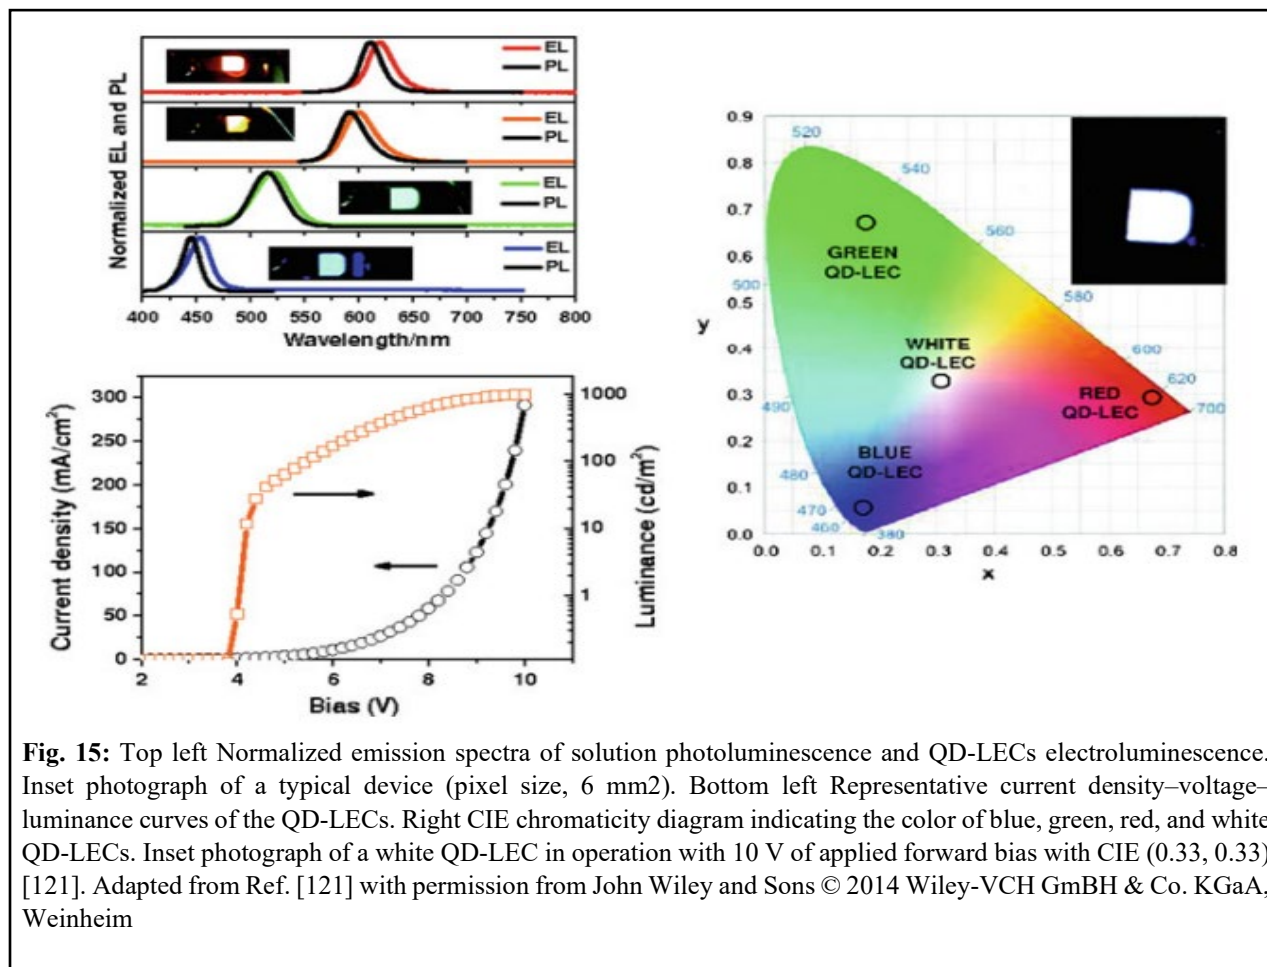 EL
PL
EL
PL
EL
PL
EL
PL
Normalized EL and PL
400 450 500 550 600 650 700 750 800
Wavelength/nm
300
250
200
150
100
50
0
Current density (mA/cm²)
1000
100
10
1
Luminance (cd/m²)
2 4 6 8 10
Bias (V)
0.9
0.8
0.7
0.6
0.5
0.4
0.3
0.2
0.1
0.0
y
0.0 0.1 0.2 0.3 0.4 0.5 0.6 0.7 0.8
x
520
540
560
500
580
600
620
490
700
480
470
460
380
GREEN
QD-LEC
WHITE
QD-LEC
RED
QD-LEC
BLUE
QD-LEC
Fig. 15: Top left Normalized emission spectra of solution photoluminescence and QD-LECs electroluminescence.
Inset photograph of a typical device (pixel size, 6 mm2). Bottom left Representative current density–voltage–
luminance curves of the QD-LECs. Right CIE chromaticity diagram indicating the color of blue, green, red, and white
QD-LECs. Inset photograph of a white QD-LEC in operation with 10 V of applied forward bias with CIE (0.33, 0.33)
[121]. Adapted from Ref. [121] with permission from John Wiley and Sons © 2014 Wiley-VCH GmBH & Co. KGaA,
Weinheim